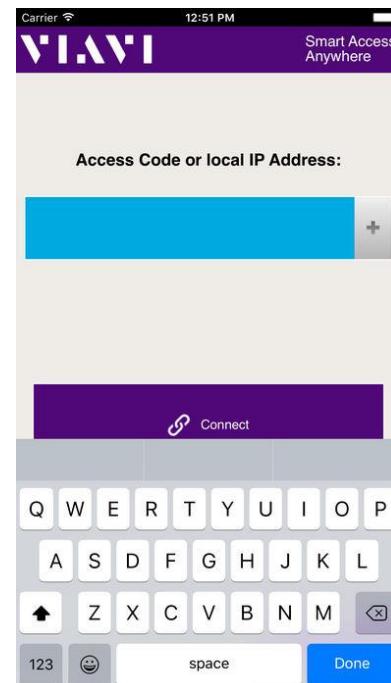 Carrier 12:51 PM
VIAVI
Smart Access
Anywhere
Access Code or local IP Address:
+
Connect
Q W E R T Y U I O P
A S D F G H J K L
Z X C V B N M
123 space Done